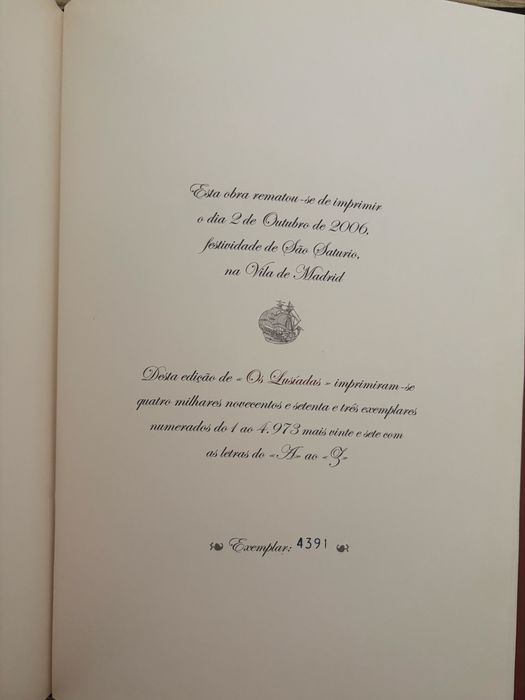 Esta obra rematou-se de imprimir
o dia 2 de Outubro de 2006,
festividade de São Saturio,
na Vila de Madrid
Desta edição de « Os Lusíadas » imprimiram-se
quatro milhares novecentos e setenta e três exemplares
numerados do 1 ao 4.973 mais vinte e sete com
as letras do «A» ao «Z»
Exemplar: 4391